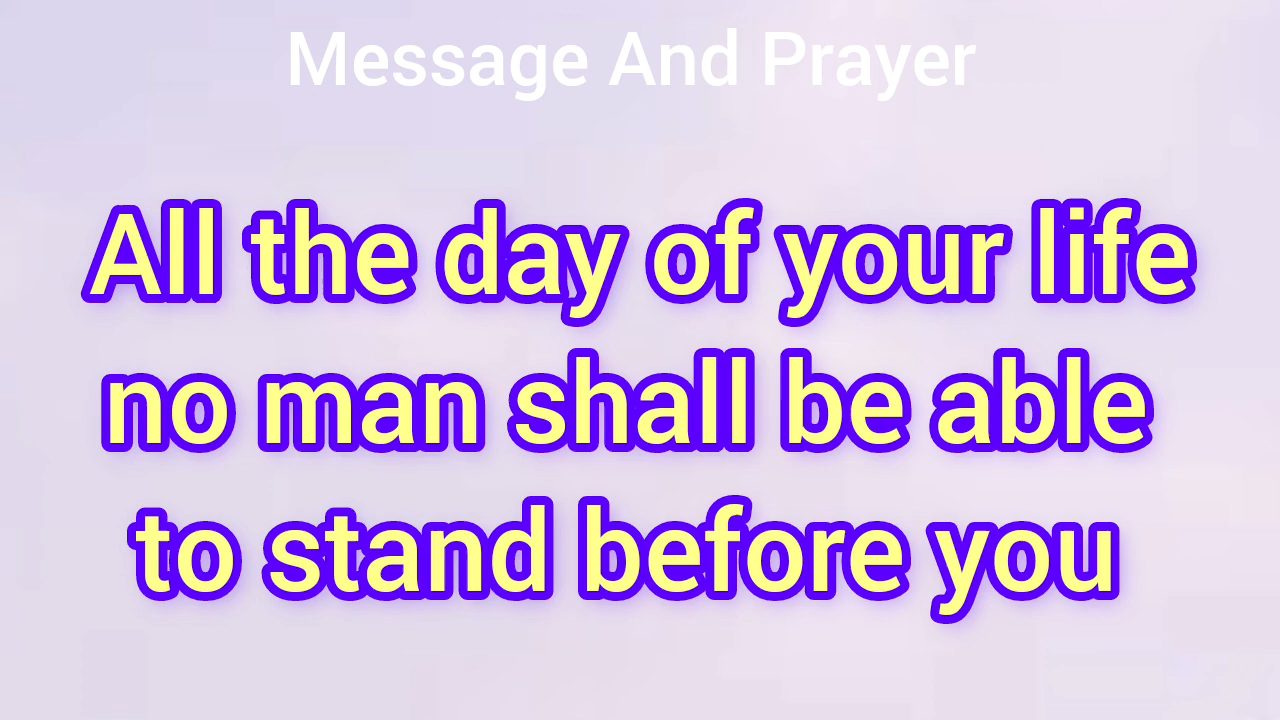 Message And Prayer
All the day of your life
no man shall be able
to stand before you